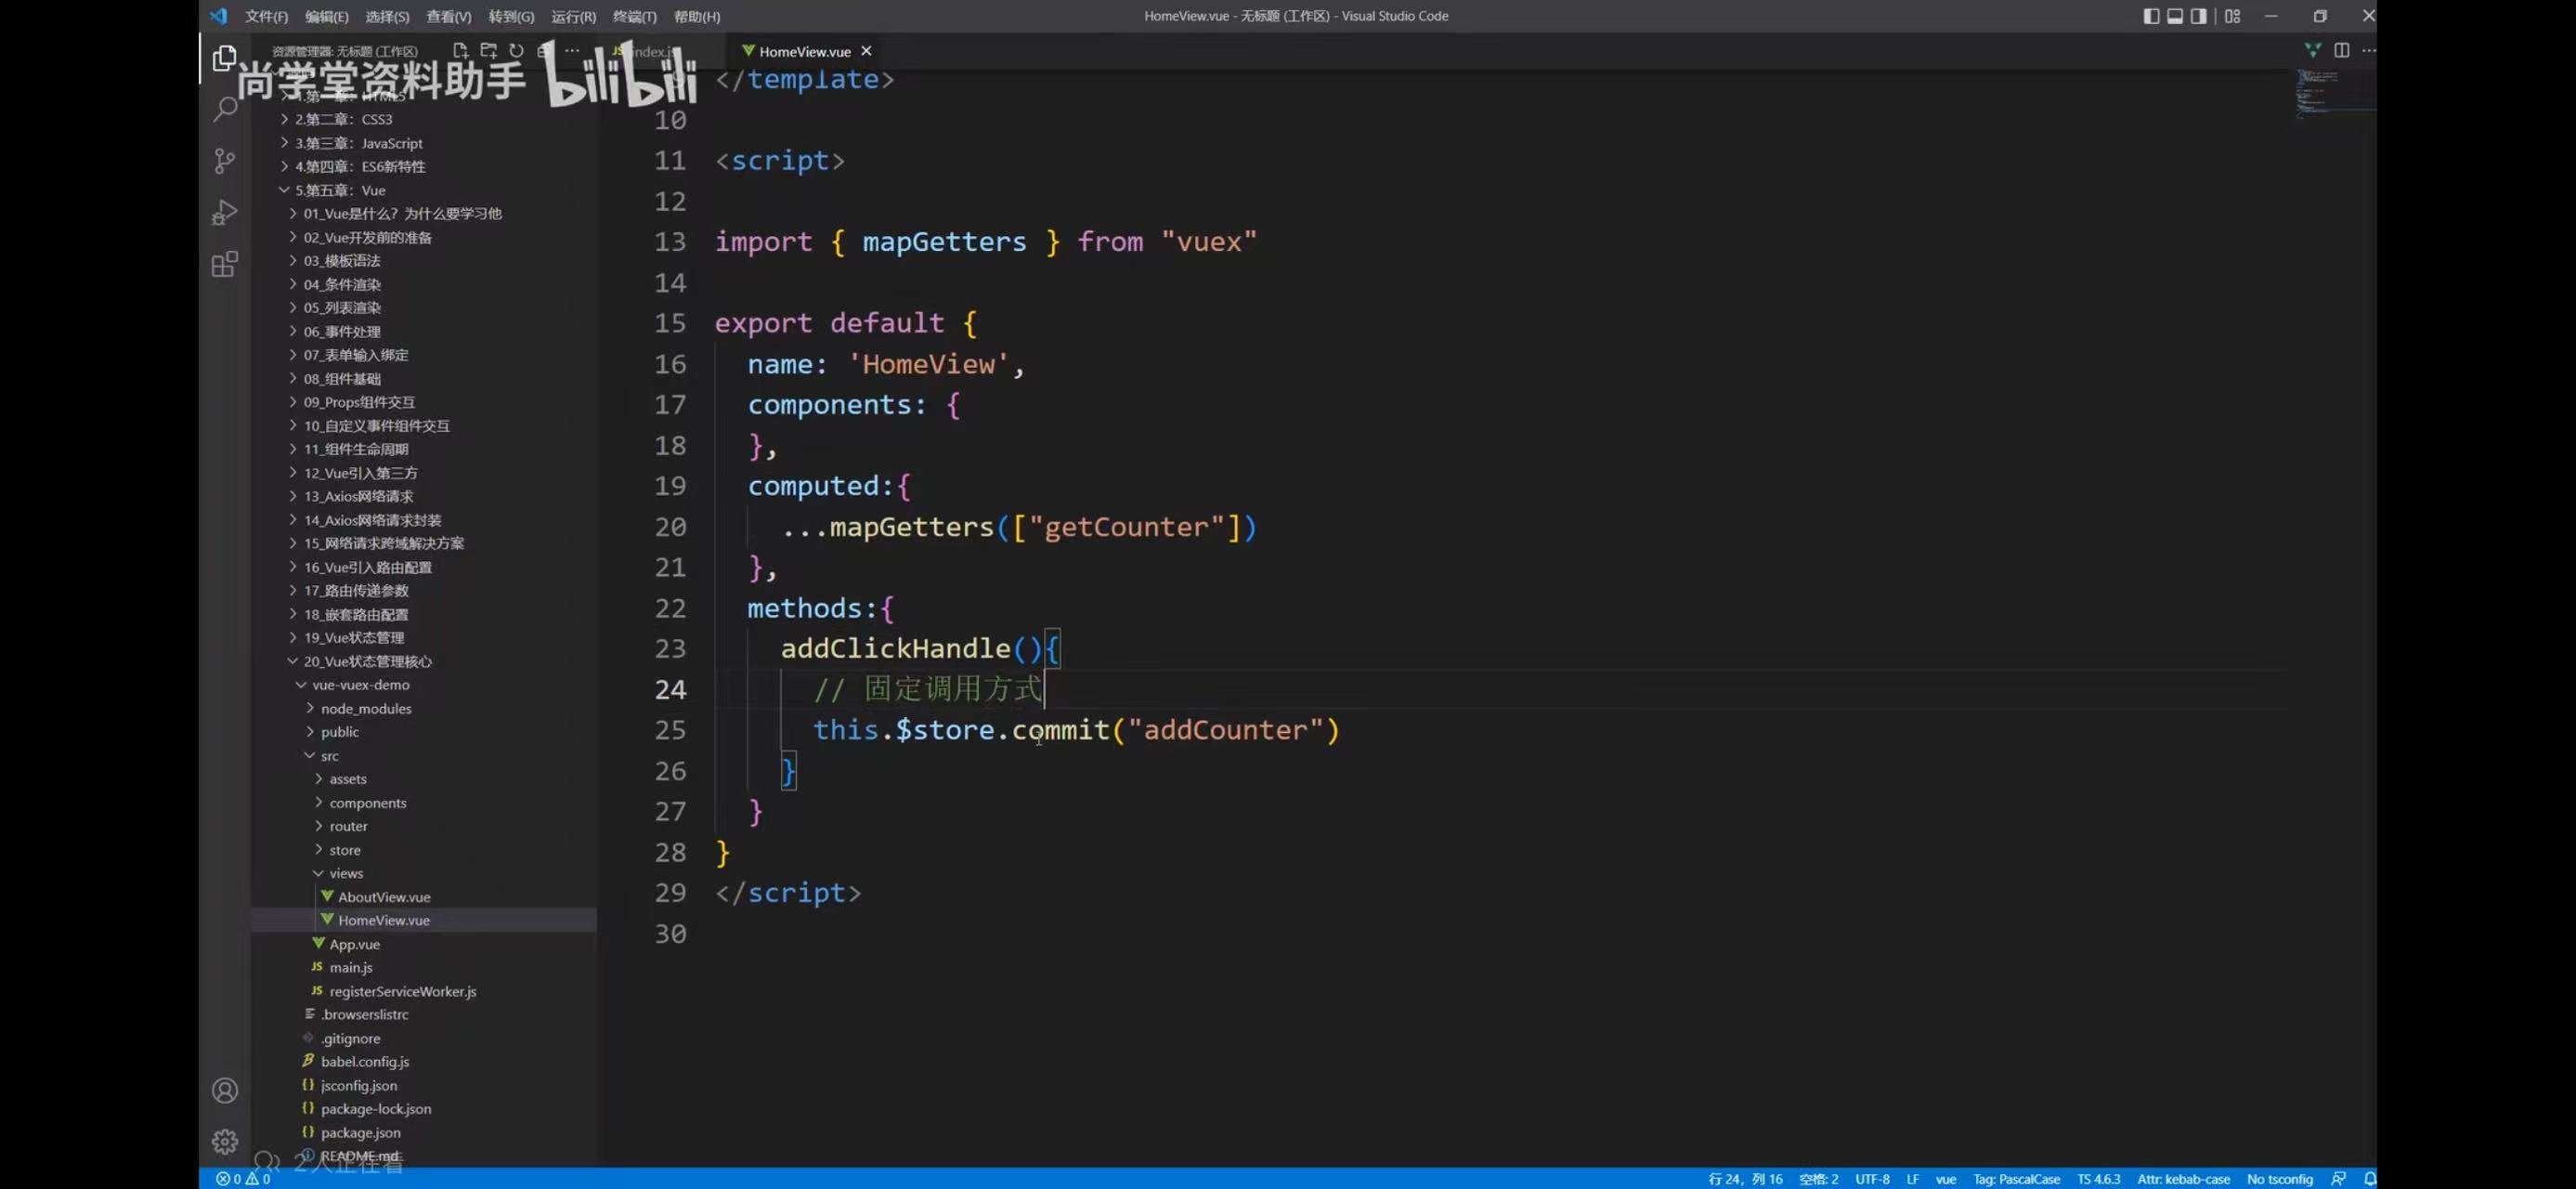 文件(F) 编辑(E) 选择(S) 查看(V) 转到(G) 运行(R) 终端(T) 帮助(H)
HomeView.vue - 无标题 (工作区) - Visual Studio Code
资源管理器: 无标题 (工作区)
JS index.js
HomeView.vue
尚学堂资料助手 bilibili
1.第一章：HTML5
2.第二章：CSS3
3.第三章：JavaScript
4.第四章：ES6新特性
5.第五章：Vue
01_Vue是什么？为什么要学习他
02_Vue开发前的准备
03_模板语法
04_条件渲染
05_列表渲染
06_事件处理
07_表单输入绑定
08_组件基础
09_Props组件交互
10_自定义事件组件交互
11_组件生命周期
12_Vue引入第三方
13_Axios网络请求
14_Axios网络请求封装
15_网络请求跨域解决方案
16_Vue引入路由配置
17_路由传递参数
18_嵌套路由配置
19_Vue状态管理
20_Vue状态管理核心
vue-vuex-demo
node_modules
public
src
assets
components
router
store
views
AboutView.vue
HomeView.vue
App.vue
JS main.js
JS registerServiceWorker.js
.browserslistrc
.gitignore
babel.config.js
{} jsconfig.json
{} package-lock.json
{} package.json
README.md
2人正在看
</template>
10
11 <script>
12
13 import { mapGetters } from "vuex"
14
15 export default {
16 name: 'HomeView',
17 components: {
18 },
19 computed:{
20 ...mapGetters(["getCounter"])
21 },
22 methods:{
23 addClickHandle(){
24 // 固定调用方式
25 this.$store.commit("addCounter")
26 }
27 }
28 }
29 </script>
30
0 0
行 24，列 16 空格: 2 UTF-8 LF vue Tag: PascalCase TS 4.6.3 Attr: kebab-case No tsconfig